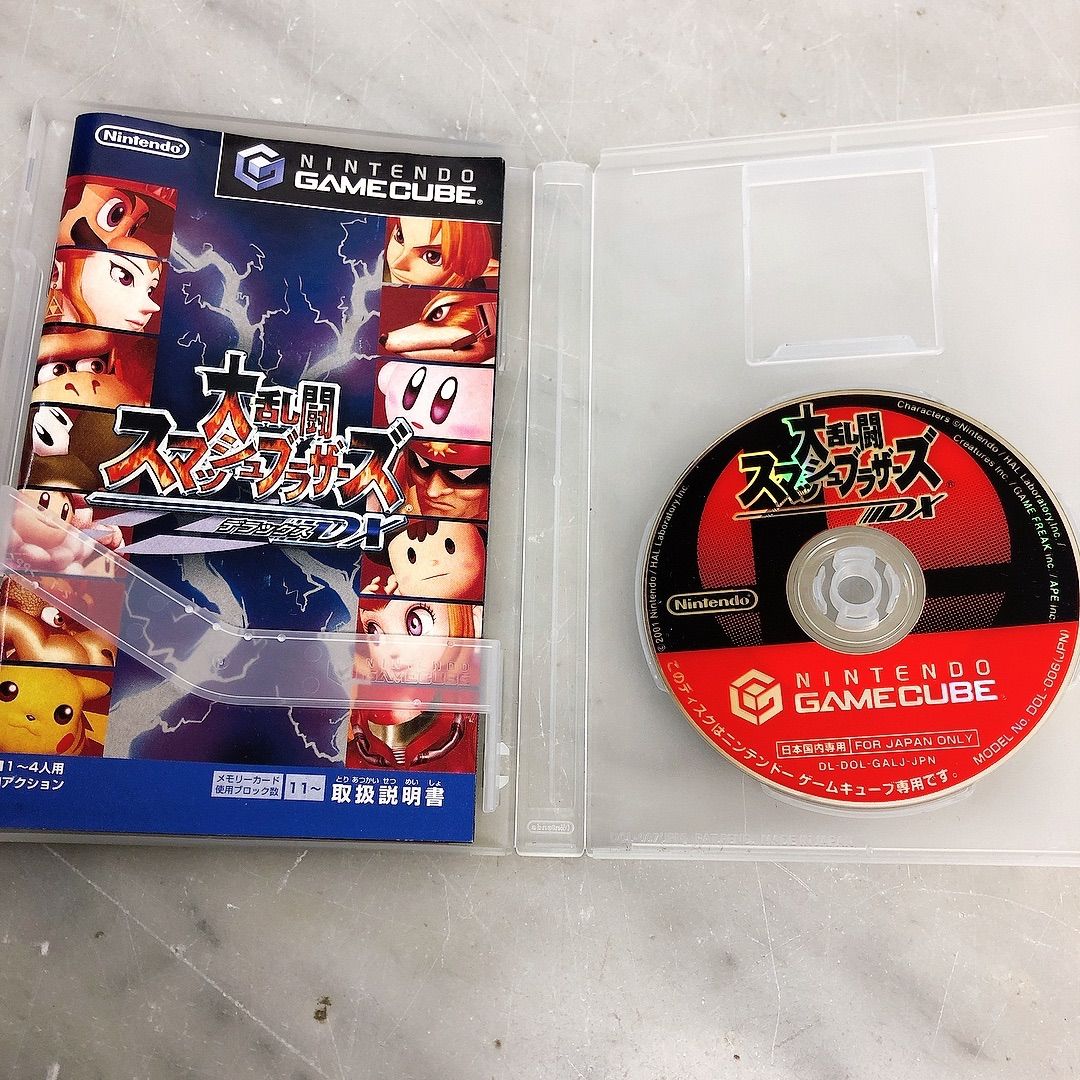 Nintendo
NINTENDO
GAMECUBE
大乱闘
スマッシュブラザーズ
デラックス DX
1〜4人用
アクション
メモリーカード
使用ブロック数
11〜
とり あつかい せつ めい しょ
取扱説明書
大乱闘
スマッシュブラザーズ
DX
©2001 Nintendo / HAL Laboratory Inc.
Characters ©Nintendo / HAL Laboratory,Inc. /
Creatures Inc. / GAME FREAK inc. / APE inc.
Nintendo
NINTENDO
GAMECUBE
日本国内専用 FOR JAPAN ONLY
DL-DOL-GALJ-JPN
MODEL No. DOL-006(JPN)
このディスクはニンテンドー ゲームキューブ専用です。
Nintendo